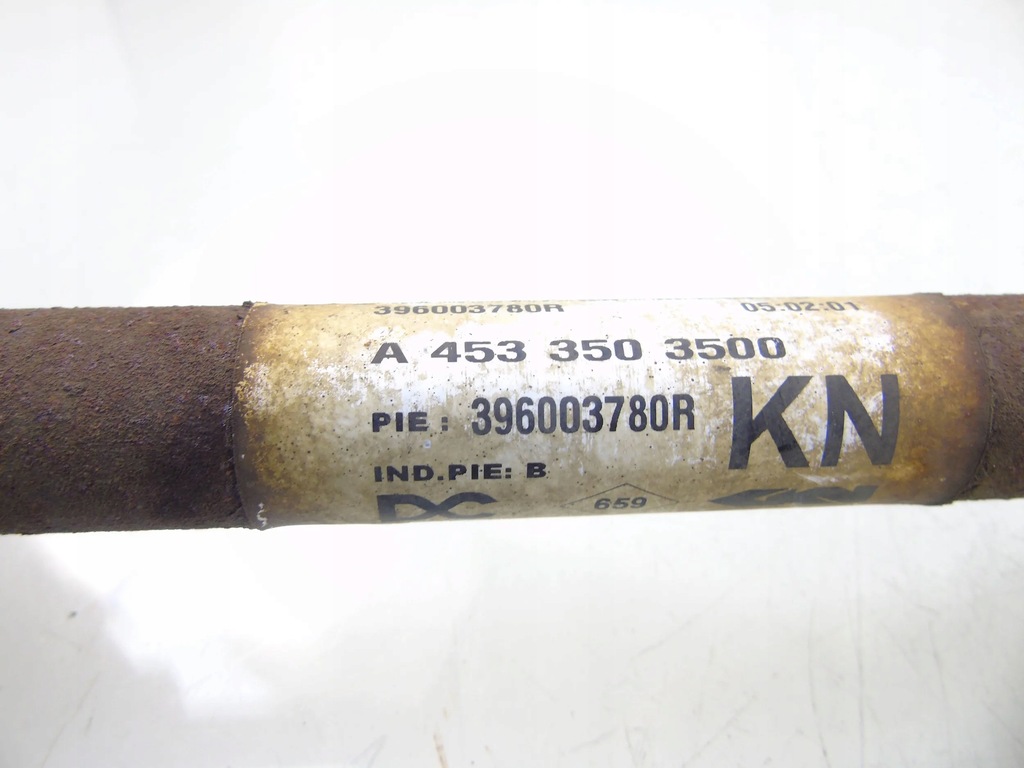 396003780R 05:02:01
A 453 350 3500
PIE : 396003780R KN
IND.PIE: B
659